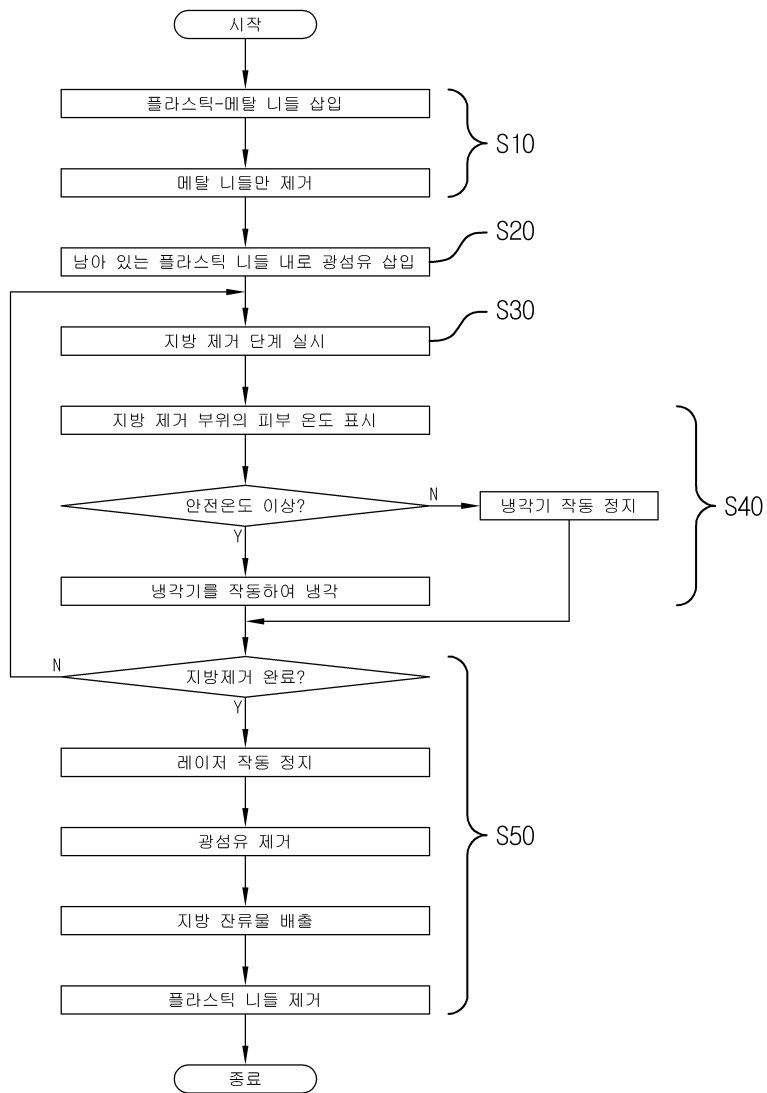 시작
플라스틱-메탈 니들 삽입
S10
메탈 니들만 제거
S20
남아 있는 플라스틱 니들 내로 광섬유 삽입
S30
지방 제거 단계 실시
지방 제거 부위의 피부 온도 표시
안전온도 이상?
N
냉각기 작동 정지
S40
Y
냉각기를 작동하여 냉각
N
지방제거 완료?
Y
레이저 작동 정지
광섬유 제거
S50
지방 잔류물 배출
플라스틱 니들 제거
종료